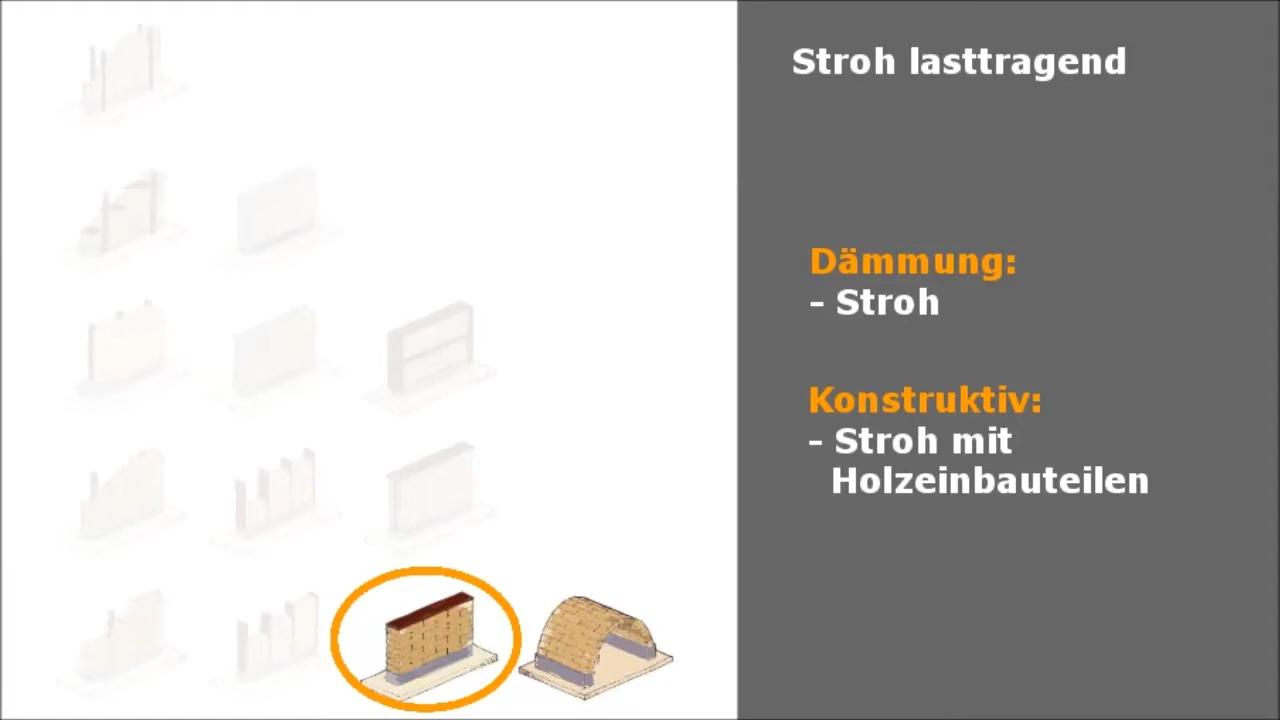 Stroh lasttragend
Dämmung:
- Stroh
Konstruktiv:
- Stroh mit
Holzeinbauteilen